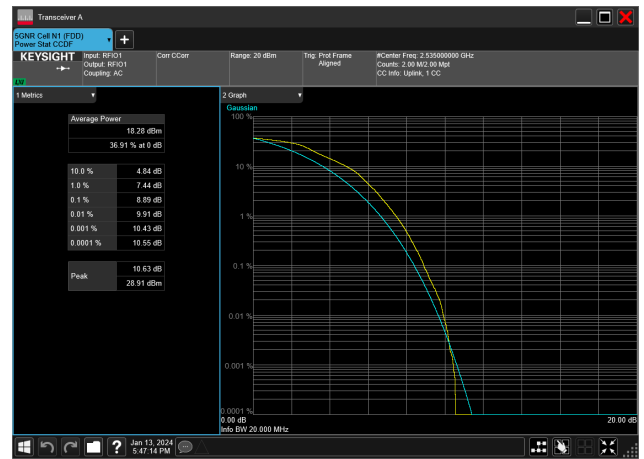 Transceiver A
5GNR Cell N1 (FDD)
Power Stat CCDF
KEYSIGHT
Input: RFIO1
Output: RFIO1
Coupling: AC
Corr CCorr
Range: 20 dBm
Trig: Prot Frame
Aligned
#Center Freq: 2.535000000 GHz
Counts: 2.00 M/2.00 Mpt
CC Info: Uplink, 1 CC
1 Metrics
Average Power
18.28 dBm
36.91 % at 0 dB
10.0 % 4.84 dB
1.0 % 7.44 dB
0.1 % 8.89 dB
0.01 % 9.91 dB
0.001 % 10.43 dB
0.0001 % 10.55 dB
Peak
10.63 dB
28.91 dBm
2 Graph
Gaussian
100 %
10 %
1 %
0.1 %
0.01 %
0.001 %
0.0001 %
0.00 dB
20.00 dB
Info BW 20.000 MHz
Jan 13, 2024
5:47:14 PM